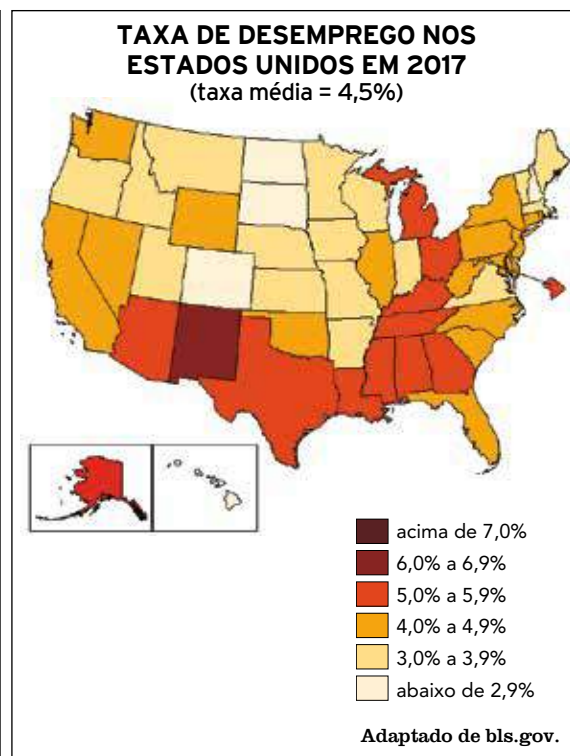 TAXA DE DESEMPREGO NOS
ESTADOS UNIDOS EM 2017
(taxa média = 4,5%)
acima de 7,0%
6,0% a 6,9%
5,0% a 5,9%
4,0% a 4,9%
3,0% a 3,9%
abaixo de 2,9%
Adaptado de bls.gov.